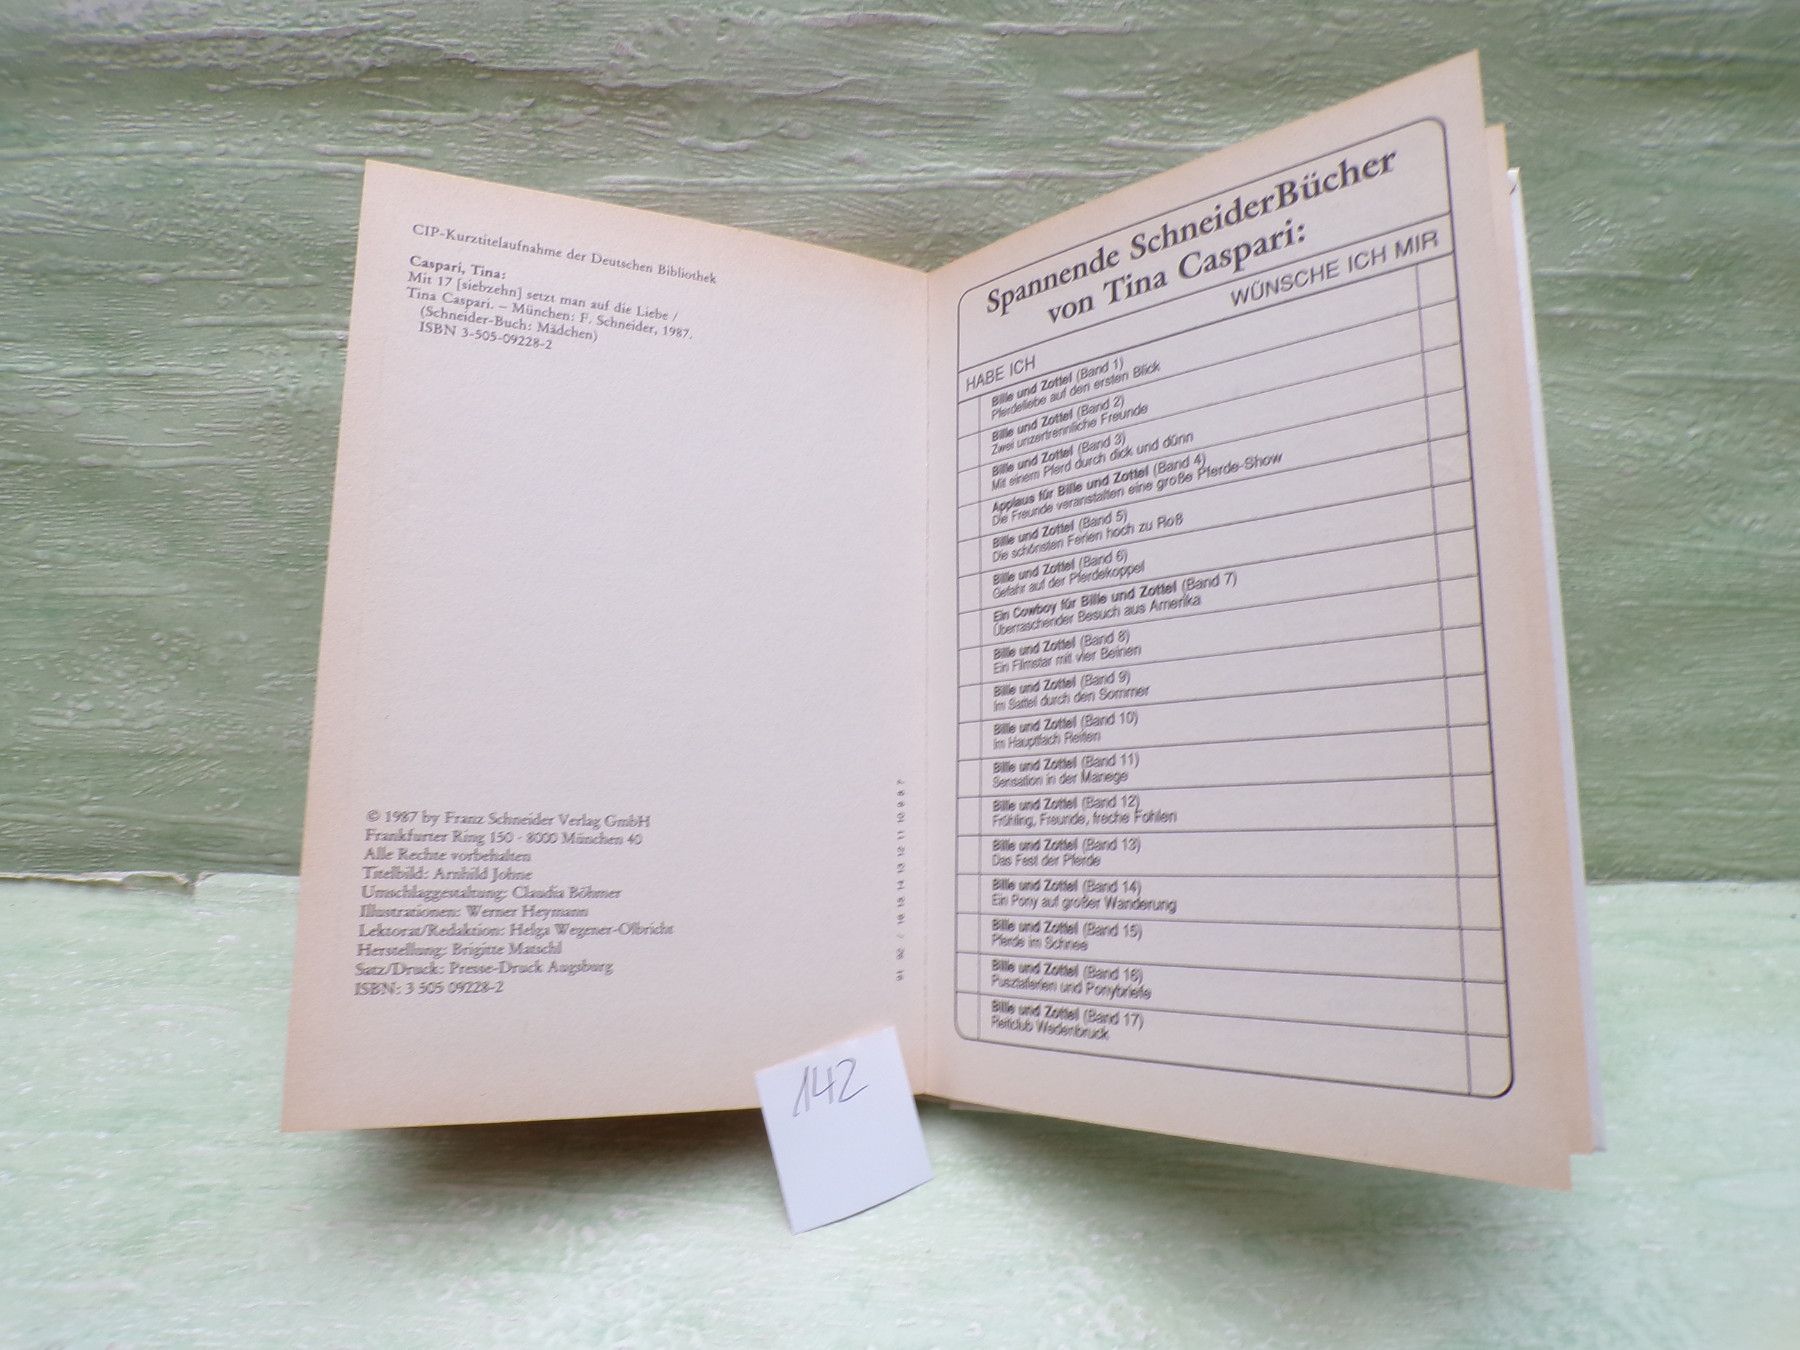 CIP-Kurztitelaufnahme der Deutschen Bibliothek
Caspari, Tina:
Mit 17 [siebzehn] setzt man auf die Liebe /
Tina Caspari. – München: F. Schneider, 1987.
(Schneider-Buch: Mädchen)
ISBN 3-505-09228-2
© 1987 by Franz Schneider Verlag GmbH
Frankfurter Ring 150 - 8000 München 40
Alle Rechte vorbehalten
Titelbild: Arnhild Johne
Umschlaggestaltung: Claudia Böhmer
Illustrationen: Werner Heymann
Lektorat/Redaktion: Helga Wegener-Olbricht
Herstellung: Brigitte Matschl
Satz/Druck: Presse-Druck Augsburg
ISBN: 3 505 09228-2
91 92 / 16 15 14 13 12 11 10 9 8 7
142
Spannende SchneiderBücher
von Tina Caspari:
WÜNSCHE ICH MIR
HABE ICH
Bille und Zottel (Band 1)
Pferdeliebe auf den ersten Blick
Bille und Zottel (Band 2)
Zwei unzertrennliche Freunde
Bille und Zottel (Band 3)
Mit einem Pferd durch dick und dünn
Applaus für Bille und Zottel (Band 4)
Die Freunde veranstalten eine große Pferde-Show
Bille und Zottel (Band 5)
Die schönsten Ferien hoch zu Roß
Bille und Zottel (Band 6)
Gefahr auf der Pferdekoppel
Ein Cowboy für Bille und Zottel (Band 7)
Überraschender Besuch aus Amerika
Bille und Zottel (Band 8)
Ein Filmstar mit vier Beinen
Bille und Zottel (Band 9)
Im Sattel durch den Sommer
Bille und Zottel (Band 10)
Im Hauptfach Reiten
Bille und Zottel (Band 11)
Sensation in der Manege
Bille und Zottel (Band 12)
Frühling, Freunde, freche Fohlen
Bille und Zottel (Band 13)
Das Fest der Pferde
Bille und Zottel (Band 14)
Ein Pony auf großer Wanderung
Bille und Zottel (Band 15)
Pferde im Schnee
Bille und Zottel (Band 16)
Pusztaferien und Ponybriefe
Bille und Zottel (Band 17)
Reitclub Wedenbruck